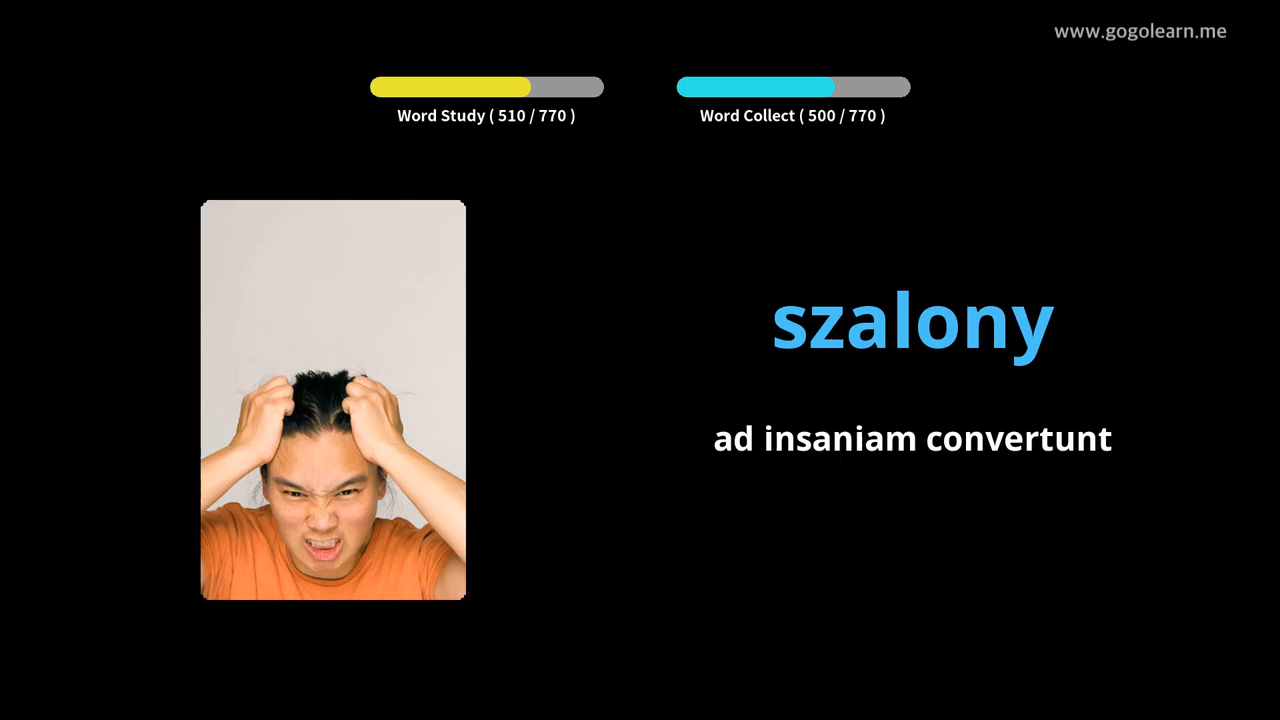 www.gogolearn.me
Word Study ( 510 / 770 )
Word Collect ( 500 / 770 )
szalony
ad insaniam convertunt